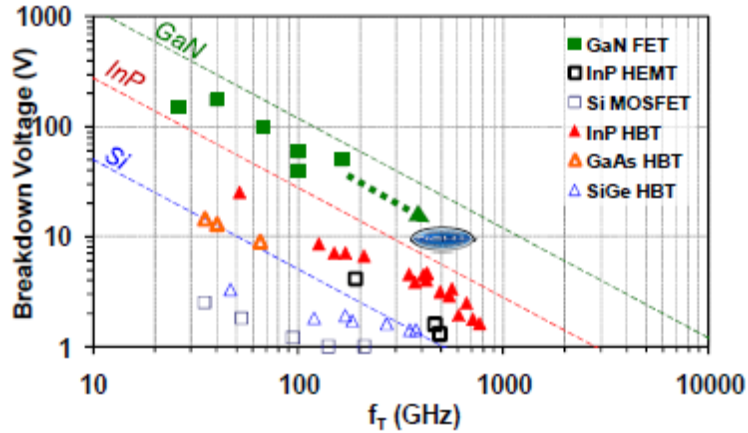 1000
100
10
1
Breakdown Voltage (V)
GaN
InP
Si
GaN FET
InP HEMT
Si MOSFET
InP HBT
GaAs HBT
SiGe HBT
10 100 1000 10000
fT (GHz)